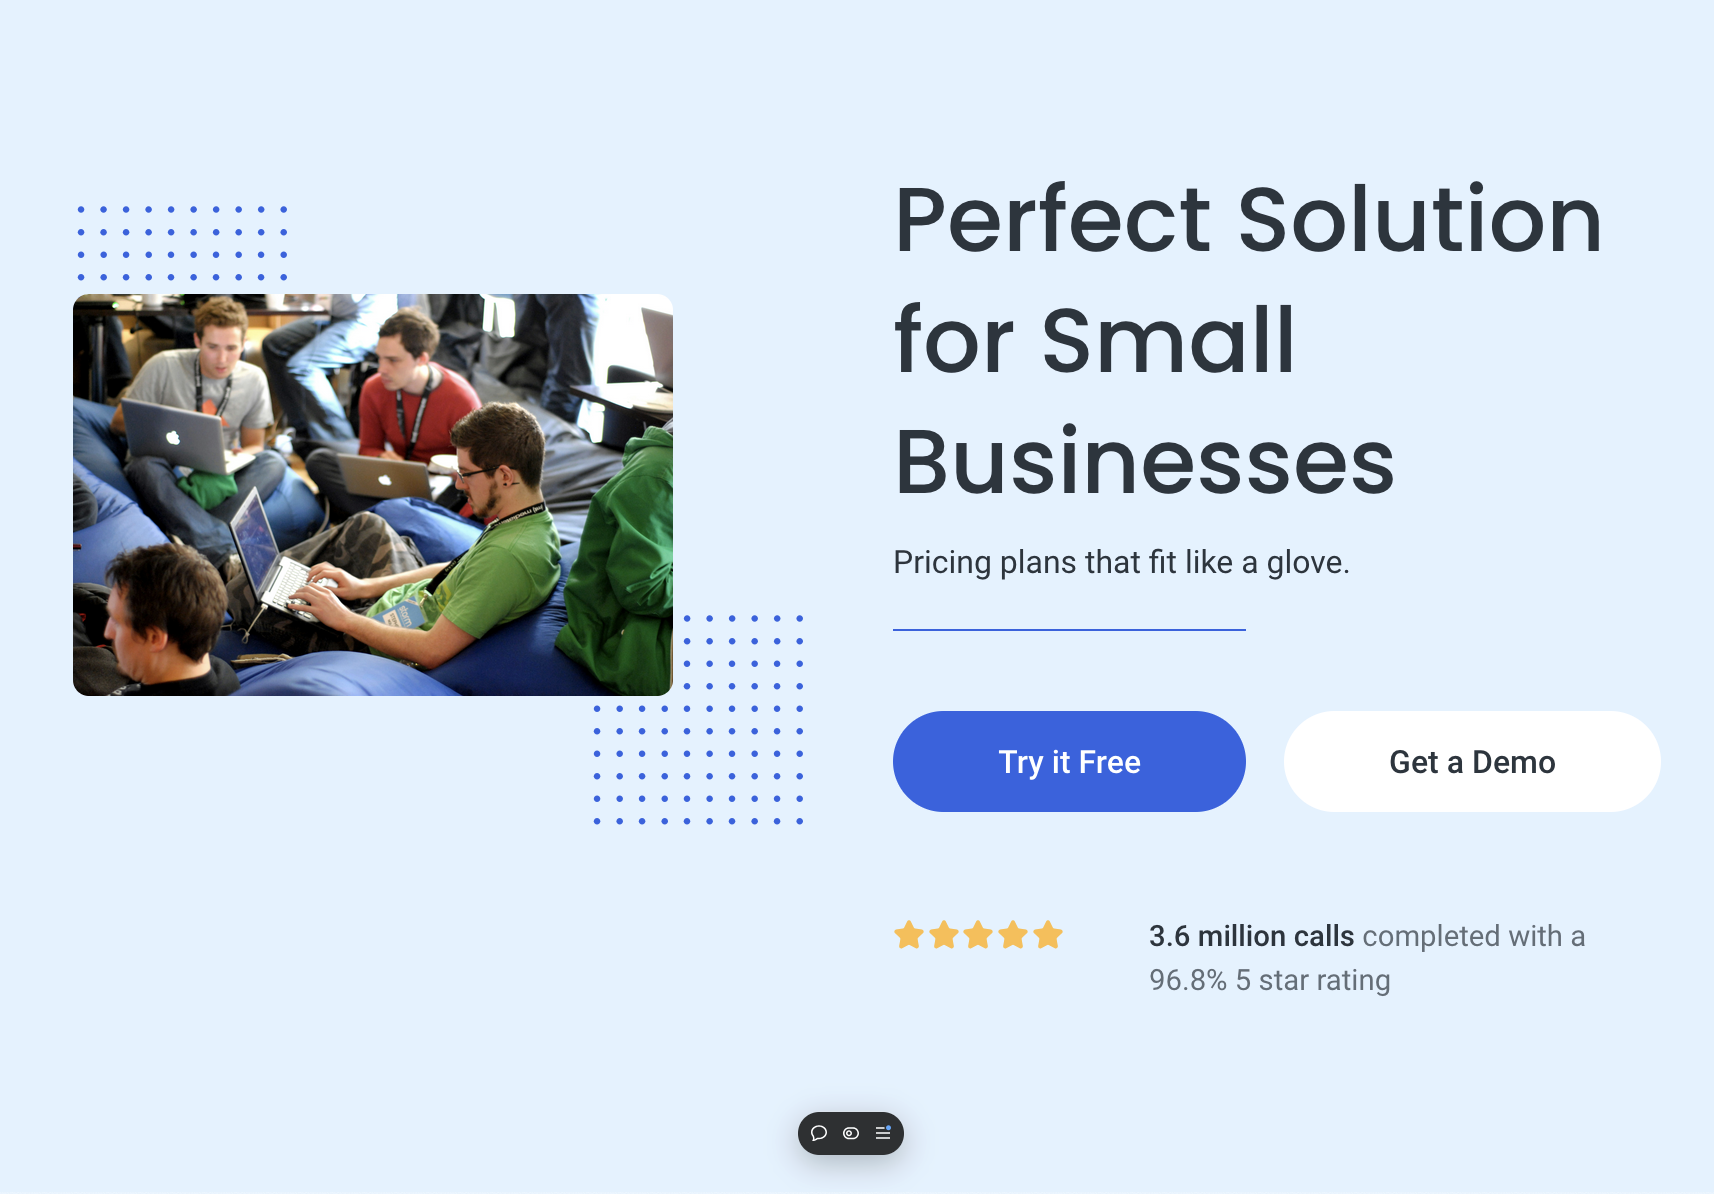 Perfect Solution
for Small
Businesses
Pricing plans that fit like a glove.
Try it Free
Get a Demo
3.6 million calls completed with a
96.8% 5 star rating